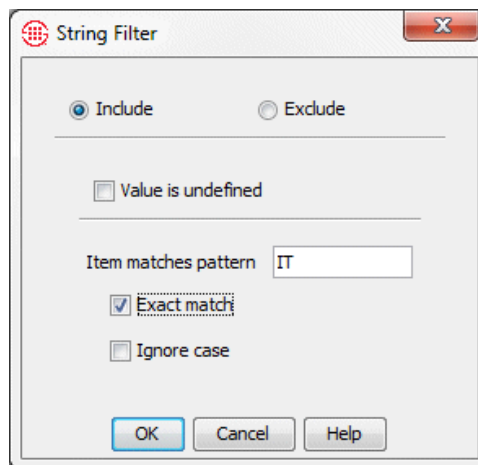 String Filter
Include Exclude
Value is undefined
Item matches pattern IT
Exact match
Ignore case
OK Cancel Help